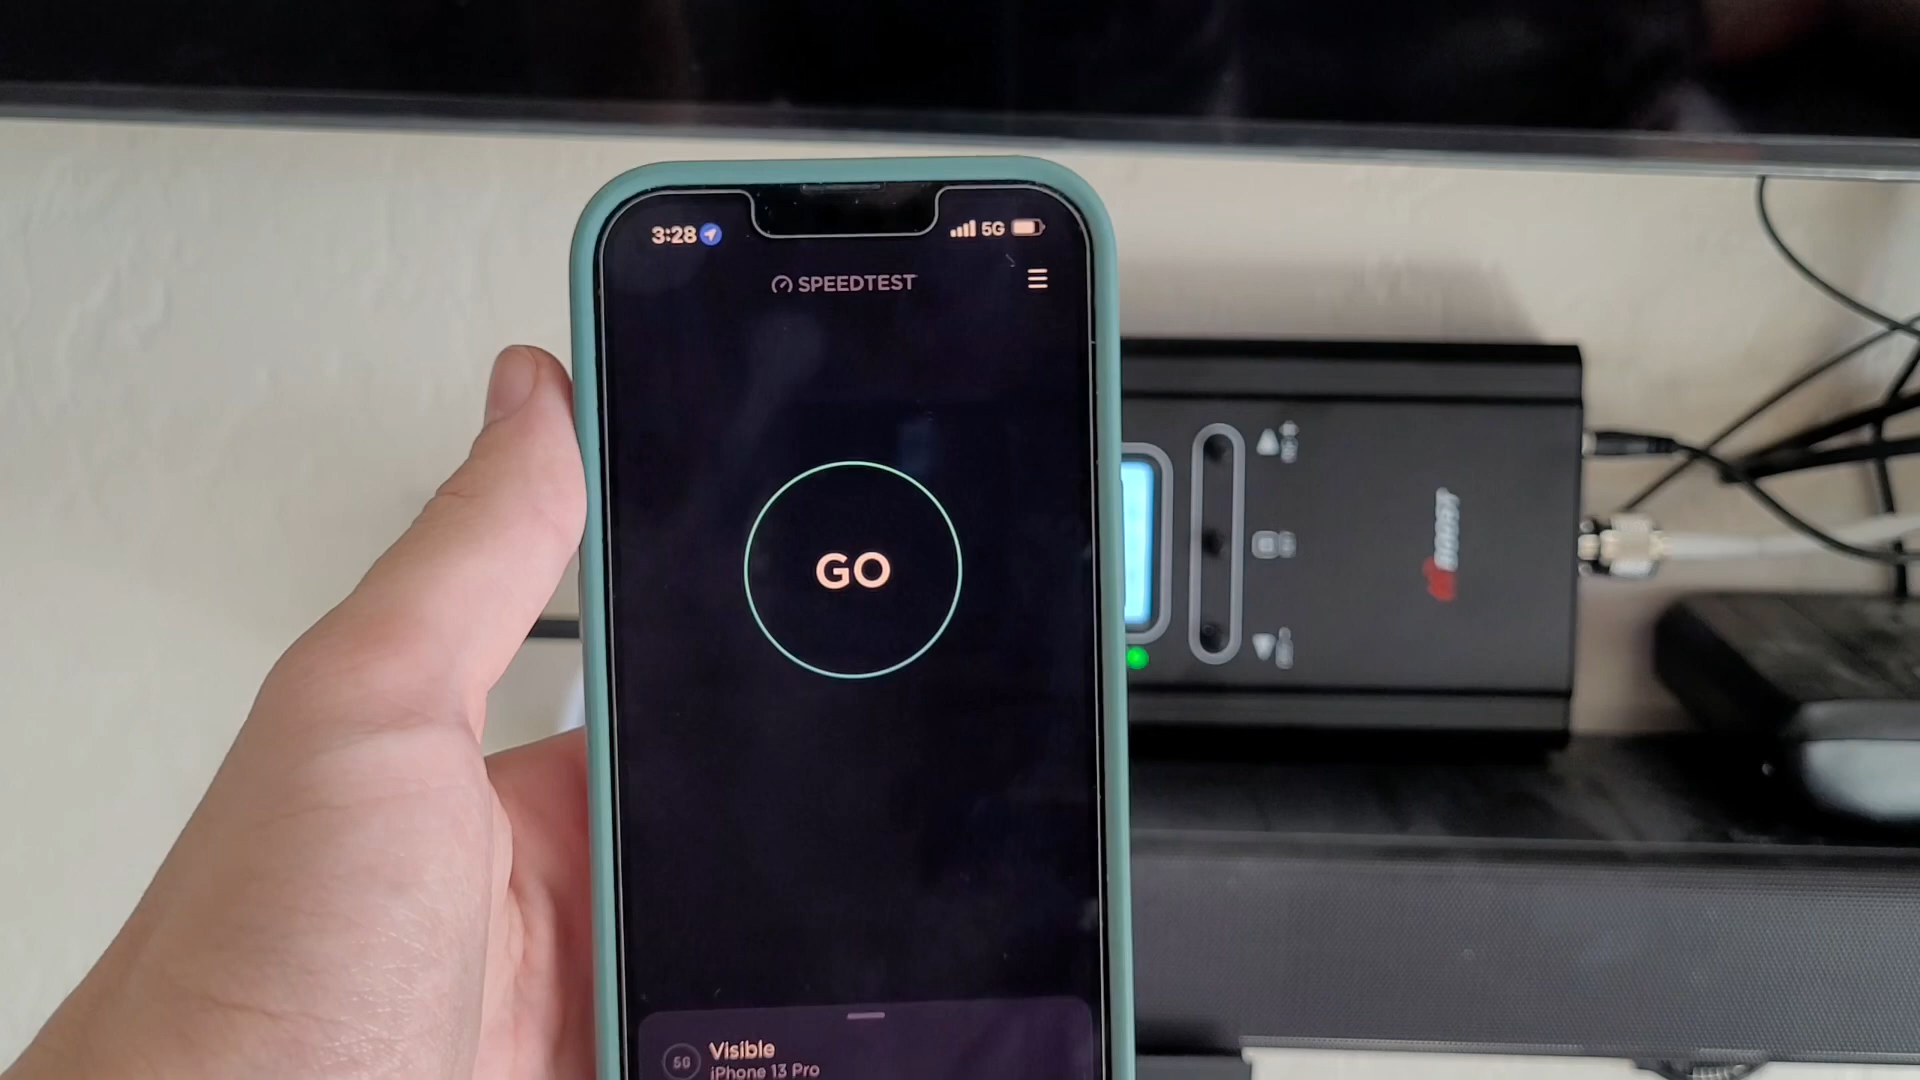 3:28
5G
SPEEDTEST
GO
5G
Visible
iPhone 13 Pro